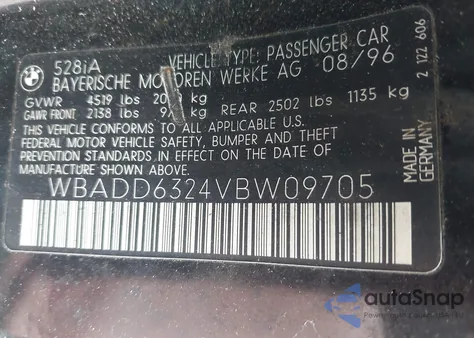 528iA VEHICLE TYPE: PASSENGER CAR
BAYERISCHE MOTOREN WERKE AG 08/96
GVWR 4519 lbs kg
GAWR FRONT 2138 lbs kg REAR 2502 lbs 1135 kg
THIS VEHICLE CONFORMS TO ALL APPLICABLE U.S.
FEDERAL MOTOR VEHICLE SAFETY, BUMPER AND THEFT
PREVENTION STANDARDS IN EFFECT ON THE DATE OF
MANUFACTURE SHOWN ABOVE.
WBADD6324VBW09705
MADE IN
GERMANY
2 122 606
autoSnap